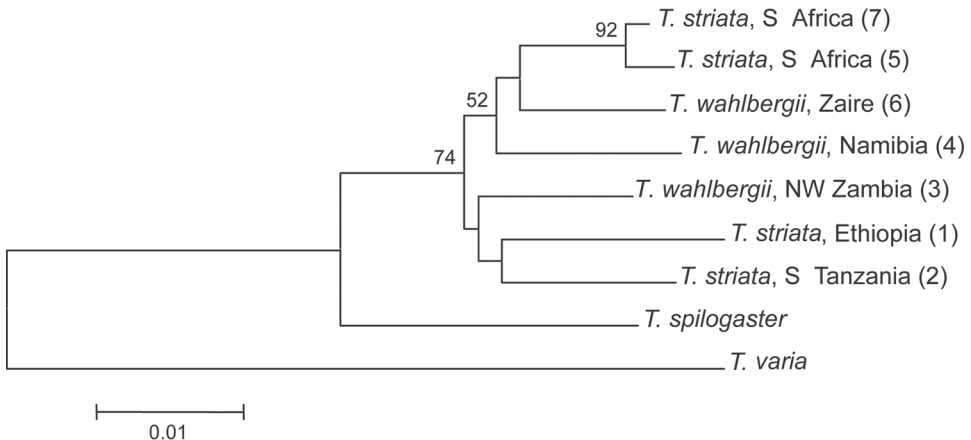 T. striata, S Africa (7)
92
T. striata, S Africa (5)
T. wahlbergii, Zaire (6)
52
T. wahlbergii, Namibia (4)
74
T. wahlbergii, NW Zambia (3)
T. striata, Ethiopia (1)
T. striata, S Tanzania (2)
T. spilogaster
T. varia
0.01